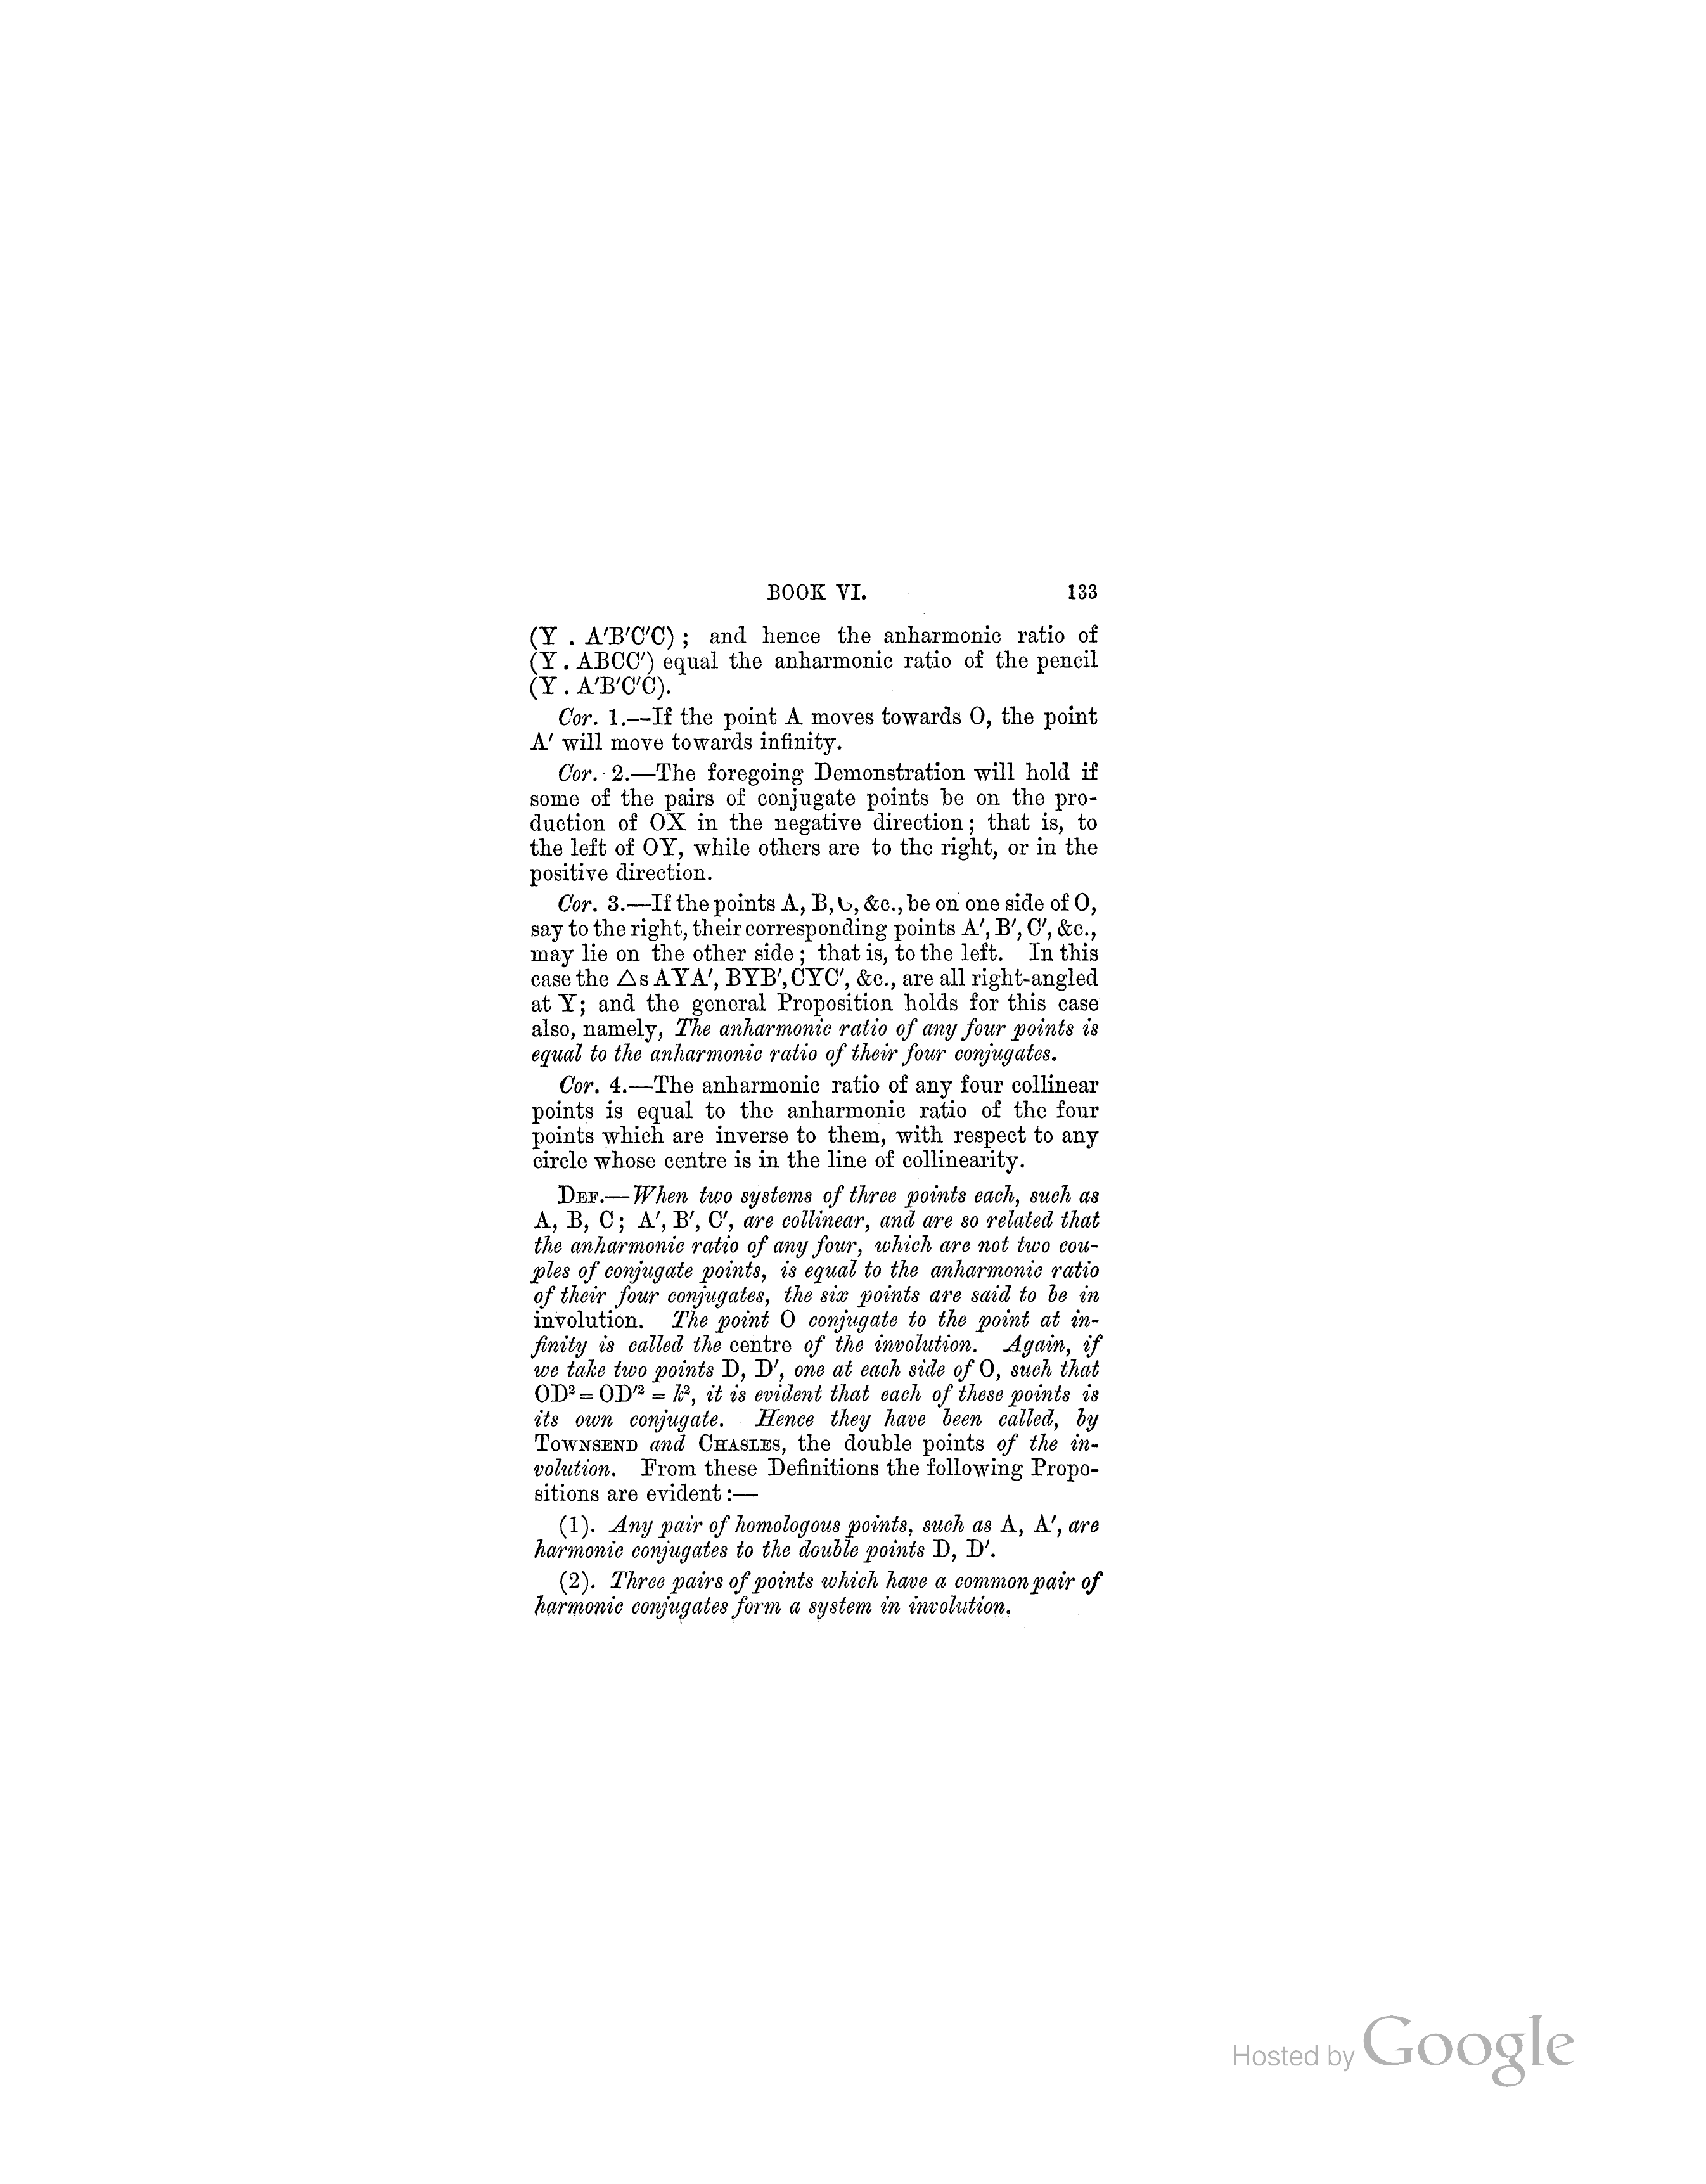 BOOK VI. 133
(Y . A′B′C′C) ; and hence the anharmonic ratio of
(Y . ABCC′) equal the anharmonic ratio of the pencil
(Y . A′B′C′C).
Cor. 1.—If the point A moves towards O, the point
A′ will move towards infinity.
Cor. 2.—The foregoing Demonstration will hold if
some of the pairs of conjugate points be on the pro-
duction of OX in the negative direction; that is, to
the left of OY, while others are to the right, or in the
positive direction.
Cor. 3.—If the points A, B, C, &c., be on one side of O,
say to the right, their corresponding points A′, B′, C′, &c.,
may lie on the other side ; that is, to the left. In this
case the △s AYA′, BYB′, CYC′, &c., are all right-angled
at Y; and the general Proposition holds for this case
also, namely, The anharmonic ratio of any four points is
equal to the anharmonic ratio of their four conjugates.
Cor. 4.—The anharmonic ratio of any four collinear
points is equal to the anharmonic ratio of the four
points which are inverse to them, with respect to any
circle whose centre is in the line of collinearity.
DEF.—When two systems of three points each, such as
A, B, C; A′, B′, C′, are collinear, and are so related that
the anharmonic ratio of any four, which are not two cou-
ples of conjugate points, is equal to the anharmonic ratio
of their four conjugates, the six points are said to be in
involution. The point O conjugate to the point at in-
finity is called the centre of the involution. Again, if
we take two points D, D′, one at each side of O, such that
OD² = OD′² = k², it is evident that each of these points is
its own conjugate. Hence they have been called, by
TOWNSEND and CHASLES, the double points of the in-
volution. From these Definitions the following Propo-
sitions are evident :—
(1). Any pair of homologous points, such as A, A′, are
harmonic conjugates to the double points D, D′.
(2). Three pairs of points which have a common pair of
harmonic conjugates form a system in involution.
Hosted by Google